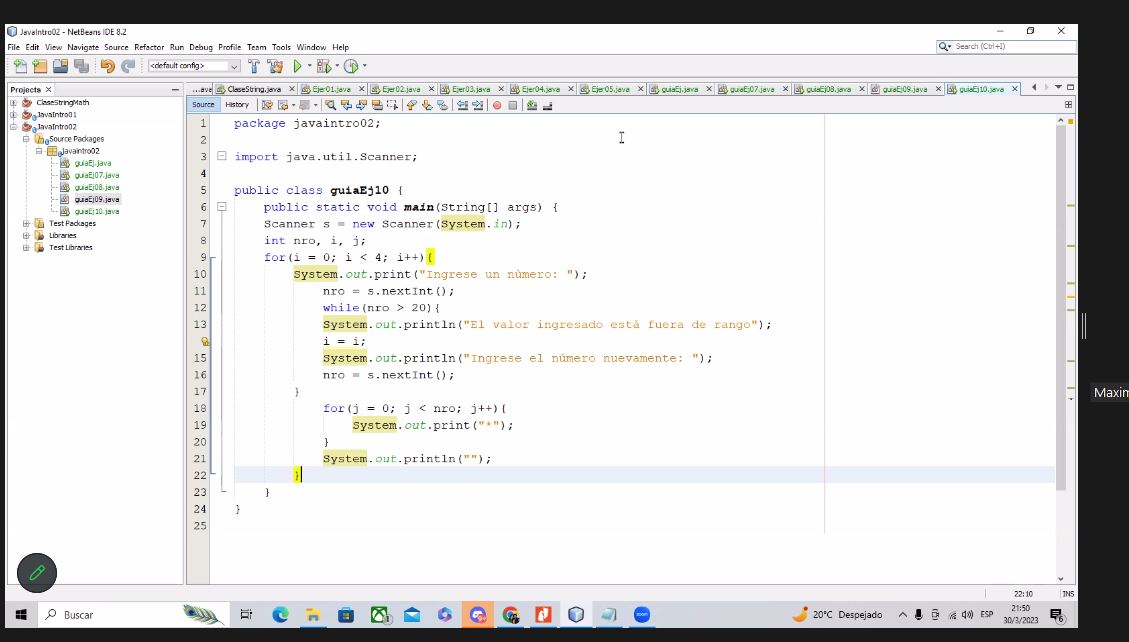 JavaIntro02 - NetBeans IDE 8.2
File Edit View Navigate Source Refactor Run Debug Profile Team Tools Window Help
Search (Ctrl+I)
<default config>
Projects
...ava ClaseString.java Ejer01.java Ejer02.java Ejer03.java Ejer04.java Ejer05.java guiaEj.java guiaEj07.java guiaEj08.java guiaEj09.java guiaEj10.java
Source History
ClaseStringMath
JavaIntro01
JavaIntro02
Source Packages
javaintro02
guiaEj.java
guiaEj07.java
guiaEj08.java
guiaEj09.java
guiaEj10.java
Test Packages
Libraries
Test Libraries
1 package javaintro02;
2
3 import java.util.Scanner;
4
5 public class guiaEj10 {
6 public static void main(String[] args) {
7 Scanner s = new Scanner(System.in);
8 int nro, i, j;
9 for(i = 0; i < 4; i++){
10 System.out.print("Ingrese un nùmero: ");
11 nro = s.nextInt();
12 while(nro > 20){
13 System.out.println("El valor ingresado està fuera de rango");
i = i;
15 System.out.println("Ingrese el número nuevamente: ");
16 nro = s.nextInt();
17 }
18 for(j = 0; j < nro; j++){
19 System.out.print("*");
20 }
21 System.out.println("");
22 }
23 }
24 }
25
Maxim
22:10 INS
Buscar
20°C Despejado
ESP
21:50
30/3/2023
6